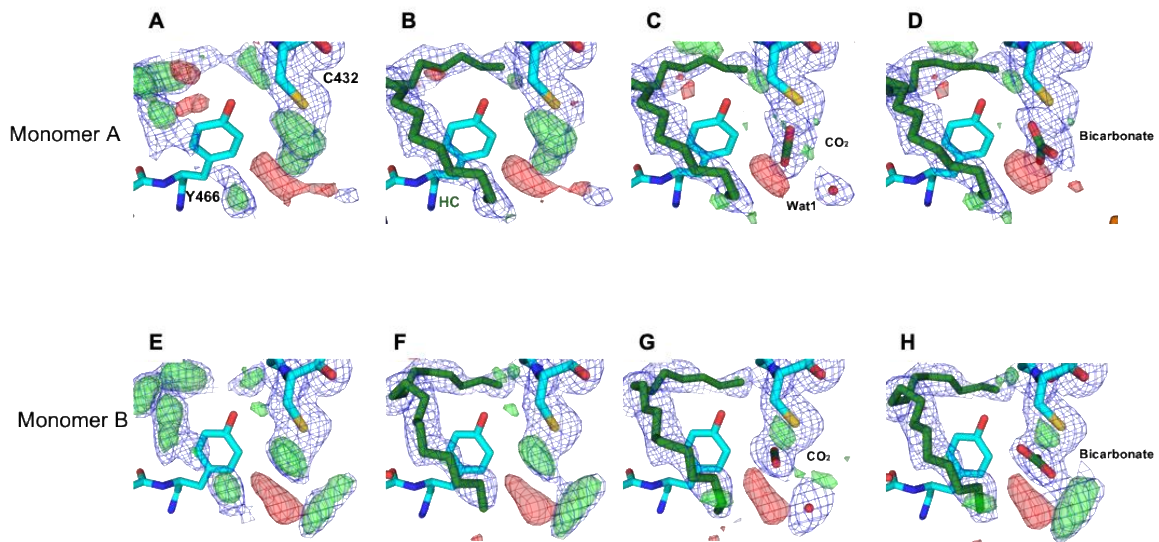 A B C D
C432
Monomer A
CO₂
Bicarbonate
Y466
HC
Wat1
E F G H
Monomer B
CO₂
Bicarbonate